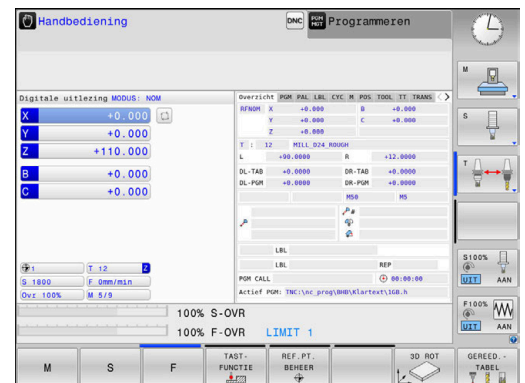 Handbediening
DNC
PGM MGT
Programmeren
Digitale uitlezing MODUS: NOM
X +0.000
Y +0.000
Z +110.000
B +0.000
C +0.000
1
T 12 Z
S 1800 F 0mm/min
Ovr 100% M 5/9
Overzicht PGM PAL LBL CYC M POS TOOL TT TRANS
RFNOM X +0.000 B +0.000
Y +0.000 C +0.000
Z +0.000
T : 12 MILL_D24_ROUGH
L +90.0000 R +12.0000
DL-TAB +0.0000 DR-TAB +0.0000
DL-PGM +0.0000 DR-PGM +0.0000
M50 M5
LBL
LBL REP
PGM CALL 00:00:00
Actief PGM: TNC:\nc_prog\BHB\Klartext\1GB.h
100% S-OVR
100% F-OVR LIMIT 1
M
S
F
TAST-
FUNCTIE
REF.PT.
BEHEER
3D ROT
GEREED.-
TABEL
M
S
T
S100%
UIT AAN
F100%
UIT AAN